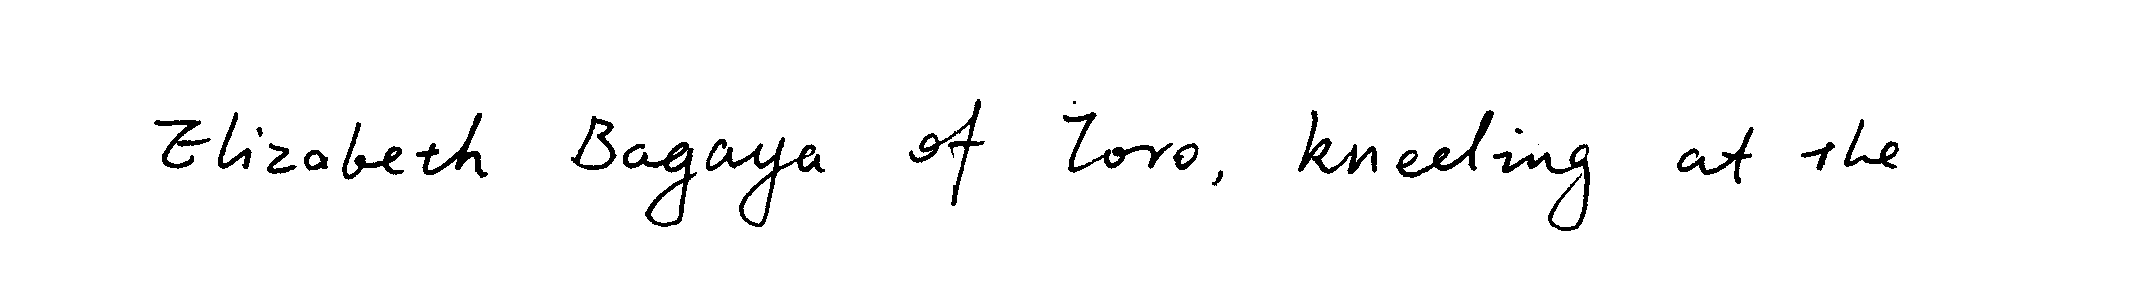 Elizabeth Bagaya of Toro, kneeling at the